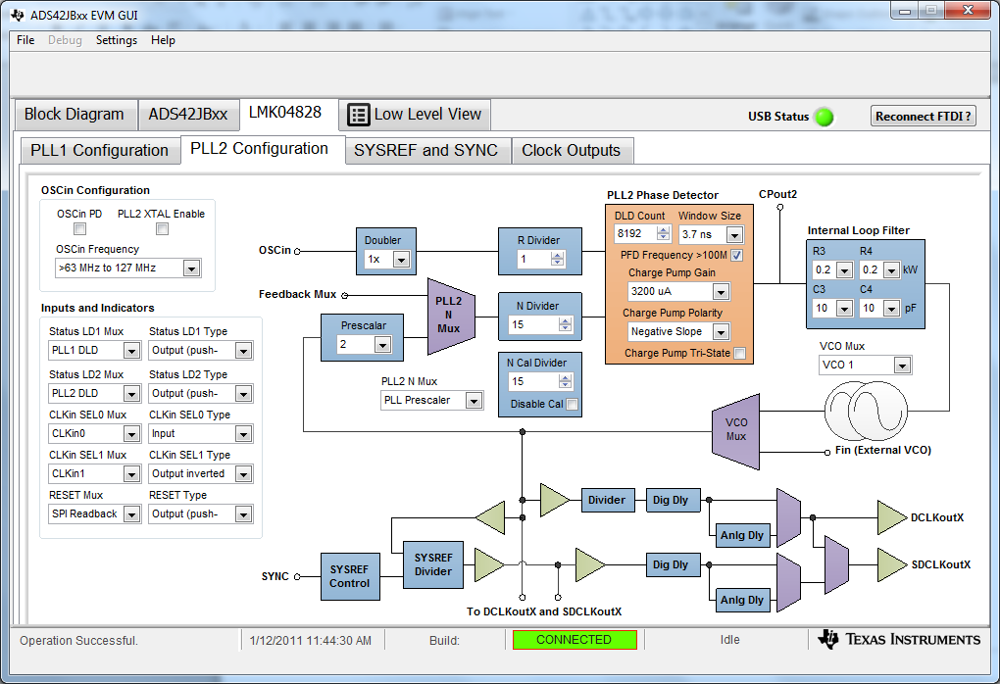 ADS42JBxx EVM GUI
File Debug Settings Help
Block Diagram ADS42JBxx LMK04828 Low Level View
USB Status Reconnect FTDI ?
PLL1 Configuration PLL2 Configuration SYSREF and SYNC Clock Outputs
OSCin Configuration
OSCin PD PLL2 XTAL Enable
OSCin Frequency
>63 MHz to 127 MHz
Inputs and Indicators
Status LD1 Mux Status LD1 Type
PLL1 DLD Output (push-
Status LD2 Mux Status LD2 Type
PLL2 DLD Output (push-
CLKin SEL0 Mux CLKin SEL0 Type
CLKin0 Input
CLKin SEL1 Mux CLKin SEL1 Type
CLKin1 Output inverted
RESET Mux RESET Type
SPI Readback Output (push-
OSCin
Doubler
1x
R Divider
1
Feedback Mux
PLL2
N
Mux
Prescalar
2
N Divider
15
N Cal Divider
15
Disable Cal
PLL2 N Mux
PLL Prescaler
PLL2 Phase Detector
DLD Count Window Size
8192 3.7 ns
PFD Frequency >100M
Charge Pump Gain
3200 uA
Charge Pump Polarity
Negative Slope
Charge Pump Tri-State
CPout2
Internal Loop Filter
R3 R4
0.2 0.2 kW
C3 C4
10 10 pF
VCO Mux
VCO 1
VCO
Mux
Fin (External VCO)
Divider Dig Dly
Anlg Dly
DCLKoutX
SYNC
SYSREF
Control
SYSREF
Divider
Dig Dly
Anlg Dly
SDCLKoutX
To DCLKoutX and SDCLKoutX
Operation Successful. 1/12/2011 11:44:30 AM Build: CONNECTED Idle TEXAS INSTRUMENTS